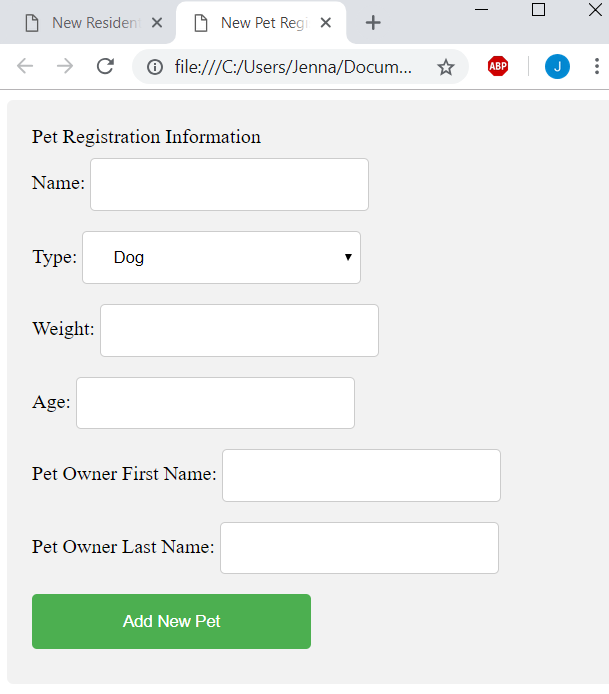 New Residen
New Pet Regi
file:///C:/Users/Jenna/Docum...
ABP
J
Pet Registration Information
Name:
Type: Dog
Weight:
Age:
Pet Owner First Name:
Pet Owner Last Name:
Add New Pet